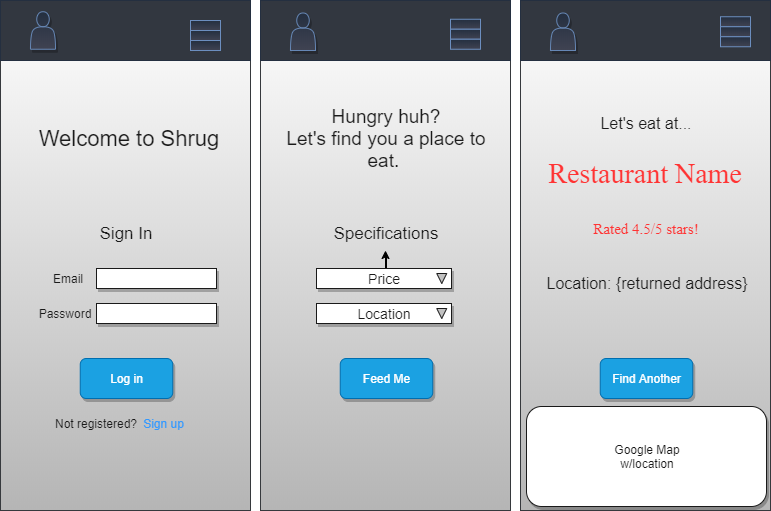 Welcome to Shrug
Sign In
Email
Password
Log in
Not registered? Sign up
Hungry huh?
Let's find you a place to
eat.
Specifications
Price
Location
Feed Me
Let's eat at...
Restaurant Name
Rated 4.5/5 stars!
Location: {returned address}
Find Another
Google Map
w/location